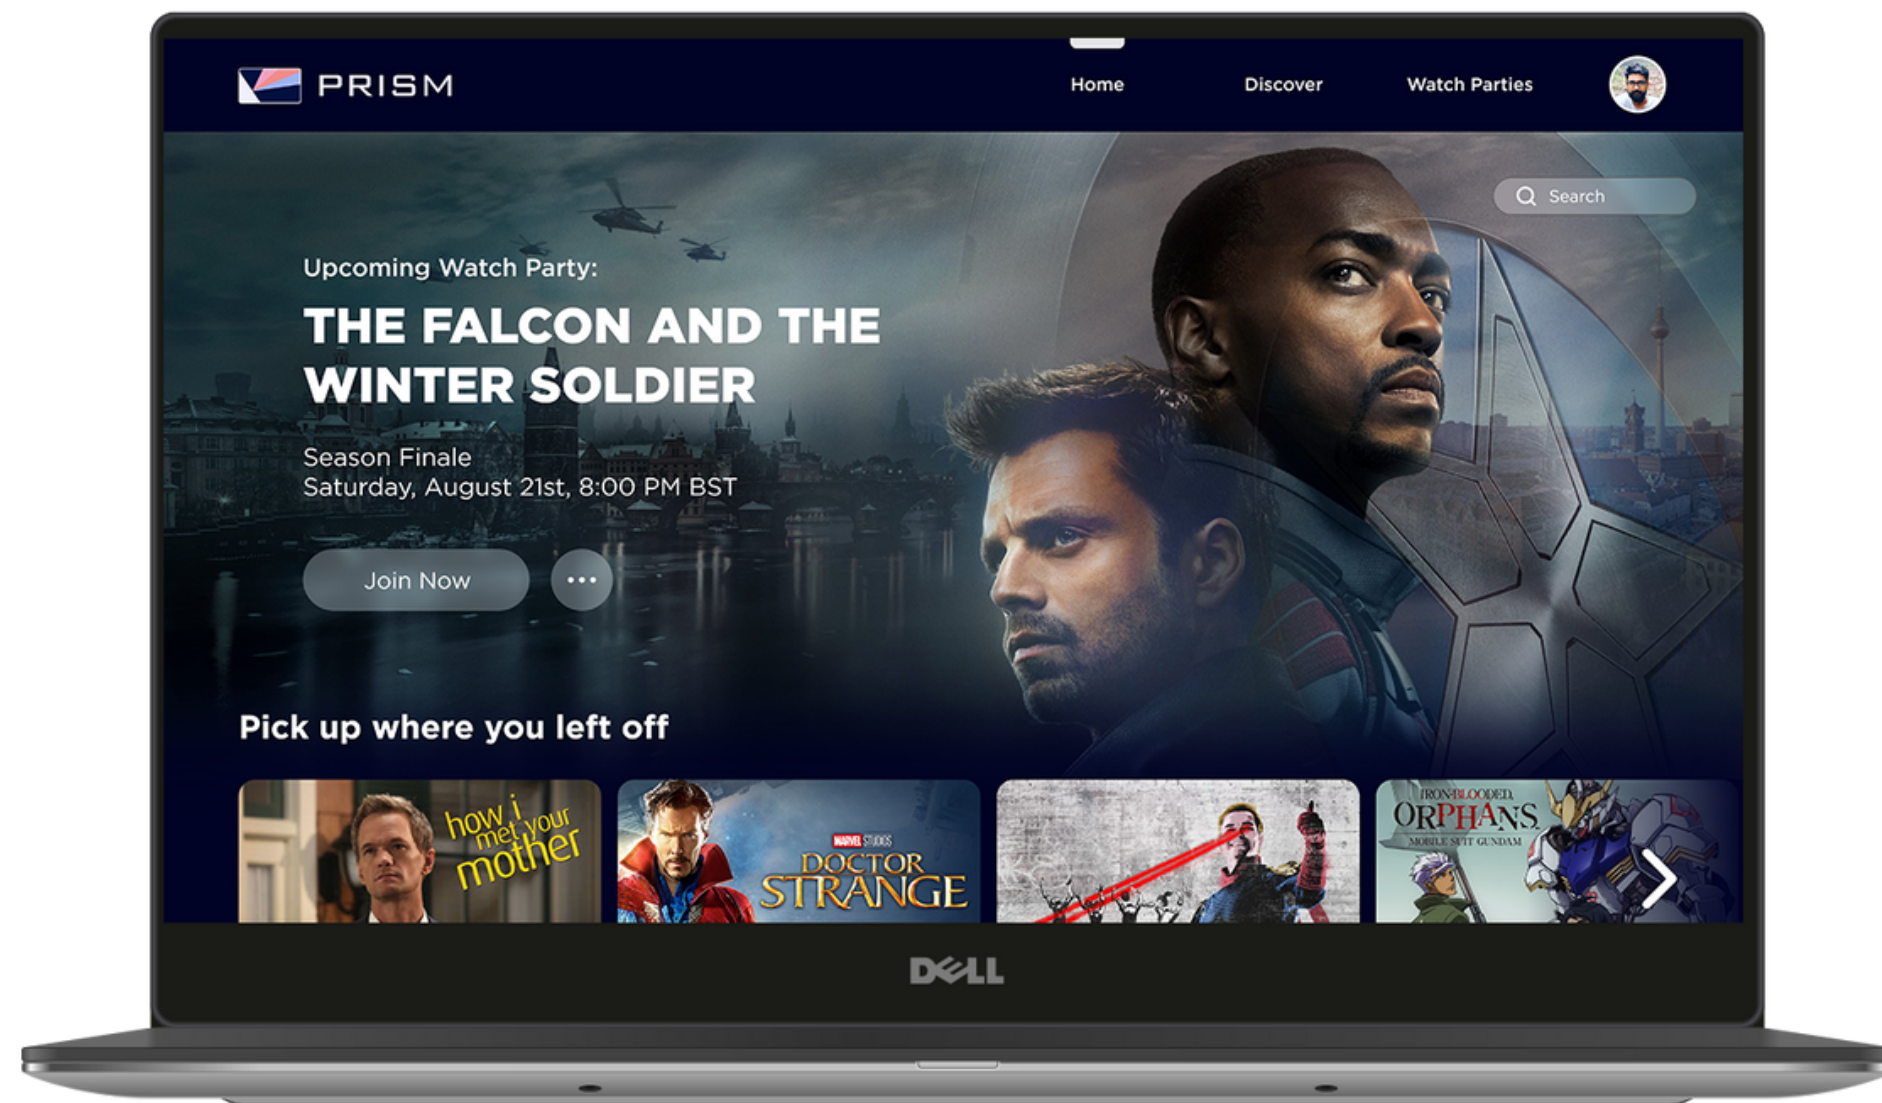 PRISM
Home
Discover
Watch Parties
Search
Upcoming Watch Party:
THE FALCON AND THE
WINTER SOLDIER
Season Finale
Saturday, August 21st, 8:00 PM BST
Join Now
Pick up where you left off
how i
met your
mother
MARVEL STUDIOS
DOCTOR
STRANGE
IRON-BLOODED
ORPHANS
MOBILE SUIT GUNDAM
DELL